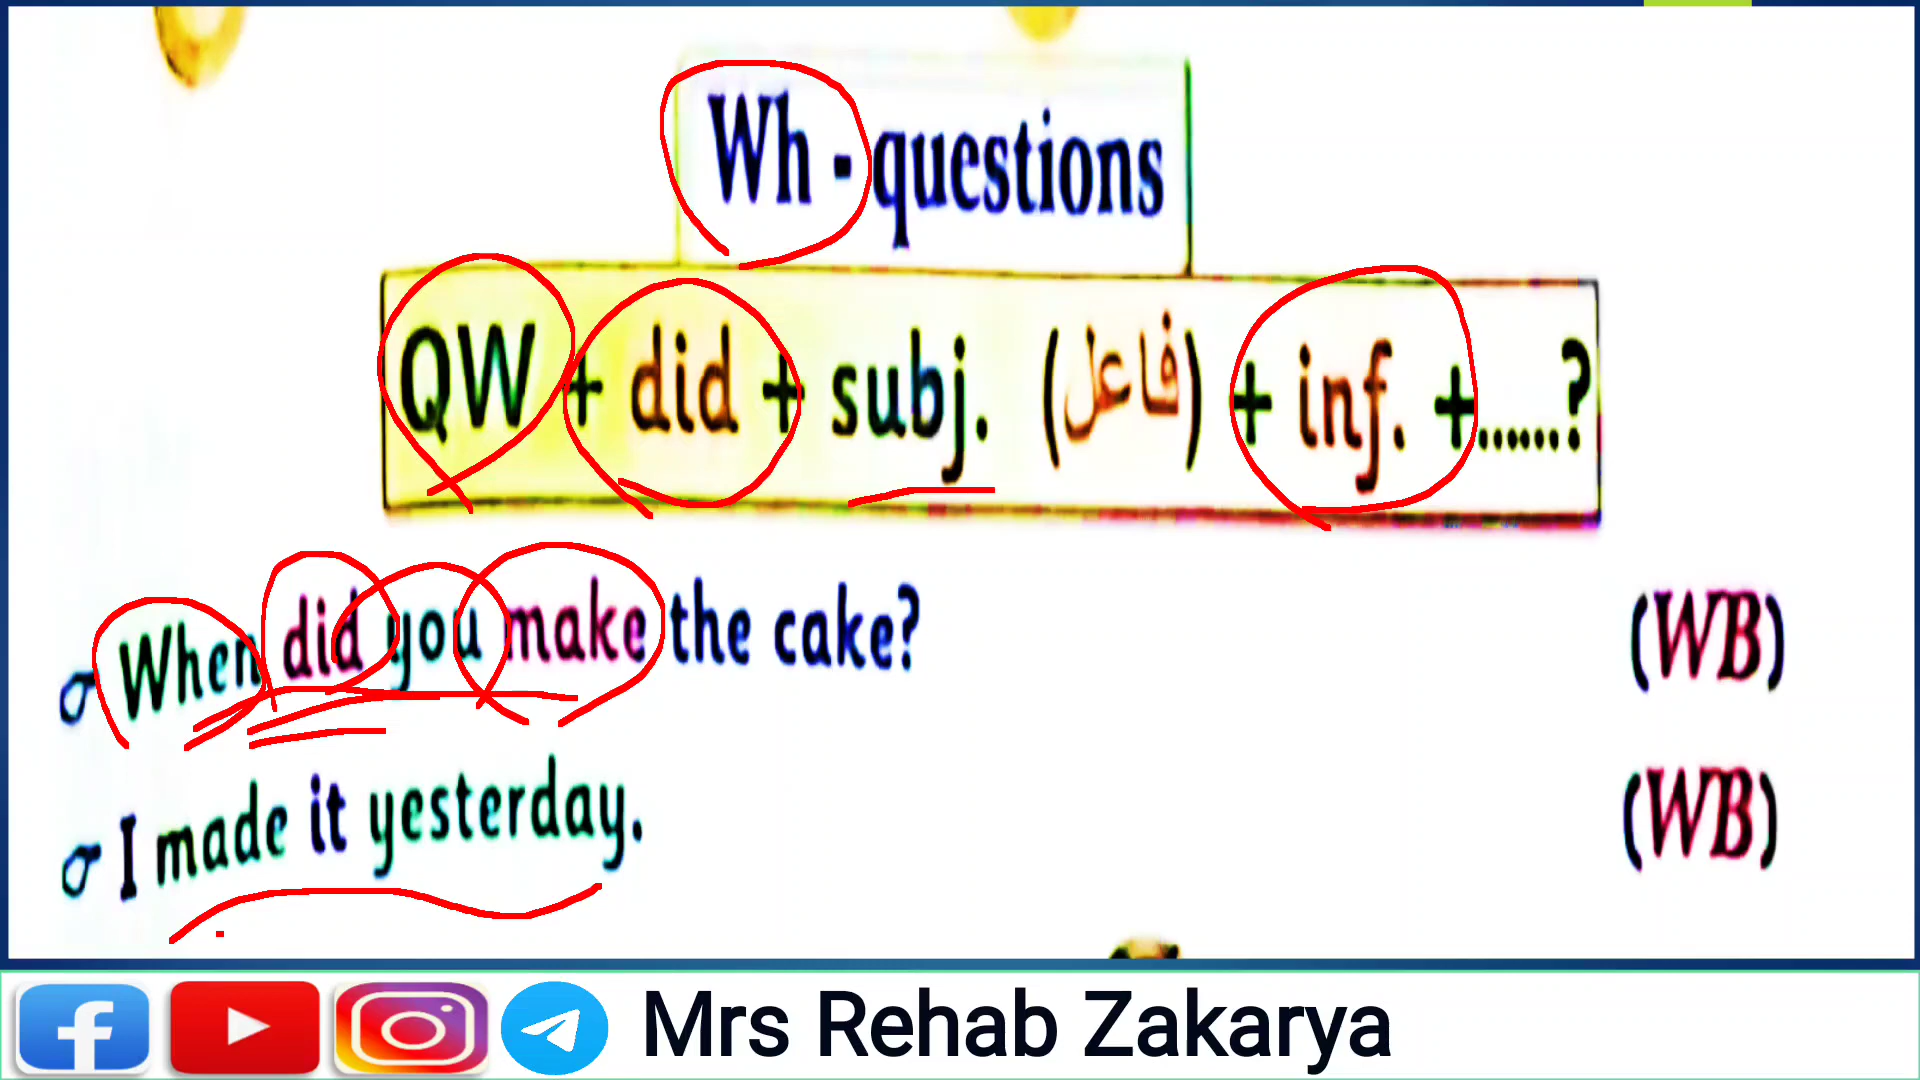 Wh - questions
QW + did + subj. (فاعل) + inf. +......?
When did you make the cake? (WB)
I made it yesterday. (WB)
Mrs Rehab Zakarya